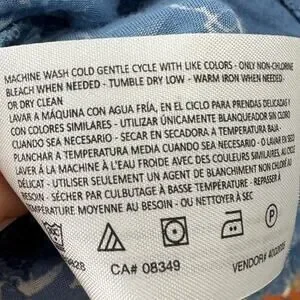 MACHINE WASH COLD GENTLE CYCLE WITH LIKE COLORS - ONLY NON-CHLORINE
BLEACH WHEN NEEDED - TUMBLE DRY LOW - WARM IRON WHEN NEEDED
OR DRY CLEAN
LAVAR A MÁQUINA CON AGUA FRÍA, EN EL CICLO PARA PRENDAS DELICADAS Y
CON COLORES SIMILARES - UTILIZAR ÚNICAMENTE BLANQUEADOR SIN CLORO
CUANDO SEA NECESARIO - SECAR EN SECADORA A TEMPERATURA BAJA
PLANCHAR A TEMPERATURA MEDIA CUANDO SEA NECESARIO O LAVAR EN SECO
LAVER À LA MACHINE À L'EAU FROIDE AVEC DES COULEURS SIMILAIRES CYCLE
DÉLICAT - UTILISER SEULEMENT UN AGENT DE BLANCHIMENT NON CHLORÉ AU
BESOIN - SÉCHER PAR CULBUTAGE À BASSE TEMPÉRATURE - REPASSER À
TEMPÉRATURE MOYENNE AU BESOIN - OU NETTOYER À SEC
CA# 08349
VENDOR#